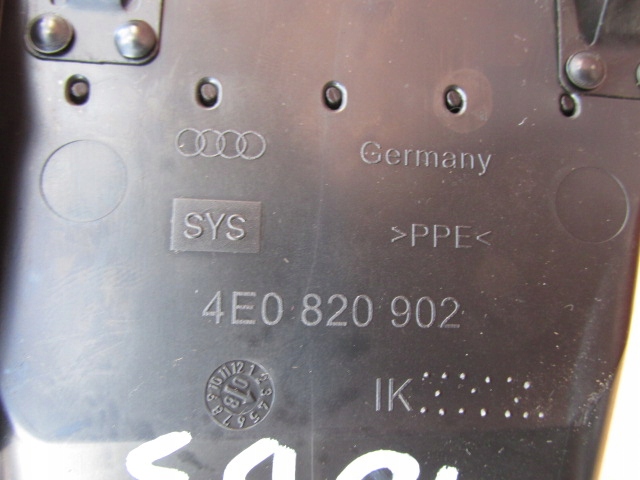 Germany
SYS
>PPE<
4E0 820 902
IK